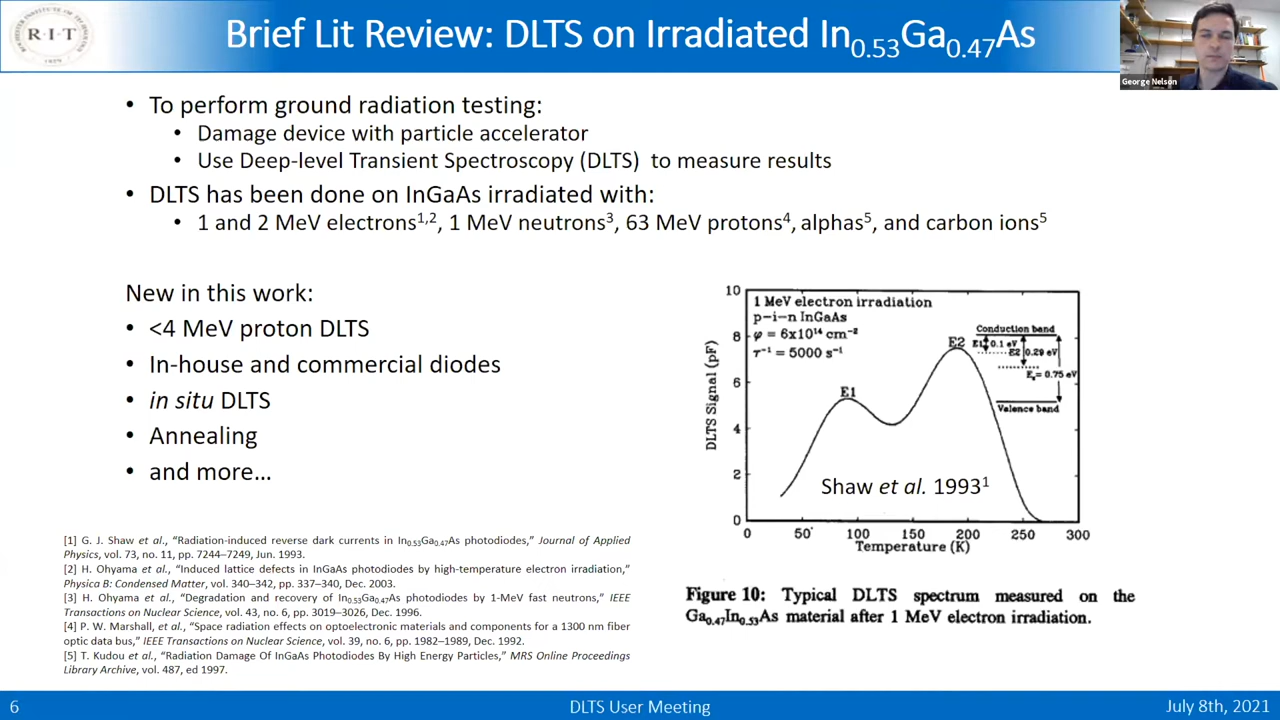 R·I·T
Brief Lit Review: DLTS on Irradiated In0.53Ga0.47As
George Nelson
• To perform ground radiation testing:
• Damage device with particle accelerator
• Use Deep-level Transient Spectroscopy (DLTS) to measure results
• DLTS has been done on InGaAs irradiated with:
• 1 and 2 MeV electrons1,2, 1 MeV neutrons3, 63 MeV protons4, alphas5, and carbon ions5
New in this work:
• <4 MeV proton DLTS
• In-house and commercial diodes
• in situ DLTS
• Annealing
• and more…
10
8
6
4
2
0
DLTS Signal (pF)
1 MeV electron irradiation
p-i-n InGaAs
φ = 6x10¹⁴ cm⁻²
τ⁻¹ = 5000 s⁻¹
E1
E2
Conduction band
E1 0.1 eV
E2 0.29 eV
Eg = 0.75 eV
Valence band
Shaw et al. 1993¹
0 50 100 150 200 250 300
Temperature (K)
Figure 10: Typical DLTS spectrum measured on the
Ga0.47In0.53As material after 1 MeV electron irradiation.
[1] G. J. Shaw et al., “Radiation-induced reverse dark currents in In0.53Ga0.47As photodiodes,” Journal of Applied
Physics, vol. 73, no. 11, pp. 7244–7249, Jun. 1993.
[2] H. Ohyama et al., “Induced lattice defects in InGaAs photodiodes by high-temperature electron irradiation,”
Physica B: Condensed Matter, vol. 340–342, pp. 337–340, Dec. 2003.
[3] H. Ohyama et al., “Degradation and recovery of In0.53Ga0.47As photodiodes by 1-MeV fast neutrons,” IEEE
Transactions on Nuclear Science, vol. 43, no. 6, pp. 3019–3026, Dec. 1996.
[4] P. W. Marshall, et al., “Space radiation effects on optoelectronic materials and components for a 1300 nm fiber
optic data bus,” IEEE Transactions on Nuclear Science, vol. 39, no. 6, pp. 1982–1989, Dec. 1992.
[5] T. Kudou et al., “Radiation Damage Of InGaAs Photodiodes By High Energy Particles,” MRS Online Proceedings
Library Archive, vol. 487, ed 1997.
6
DLTS User Meeting
July 8th, 2021